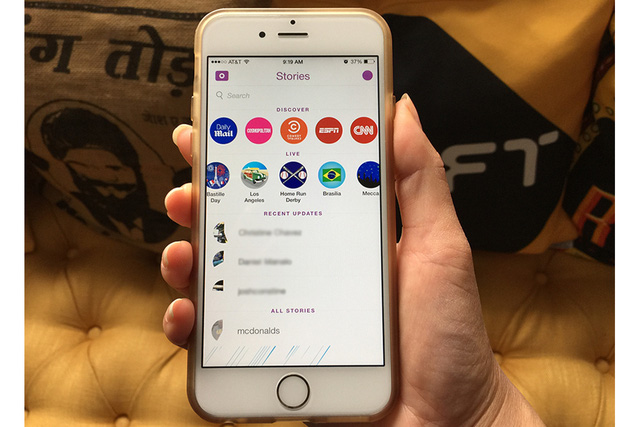 ंग तोड़
AT&T 9:19 AM 37%
Stories
Search
DISCOVER
Daily Mail
COSMOPOLITAN
COMEDY CENTRAL
ESPN
CNN
LIVE
Bastille Day
Los Angeles
Home Run Derby
Brasilia
Mecca
RECENT UPDATES
ALL STORIES
mcdonalds
FT